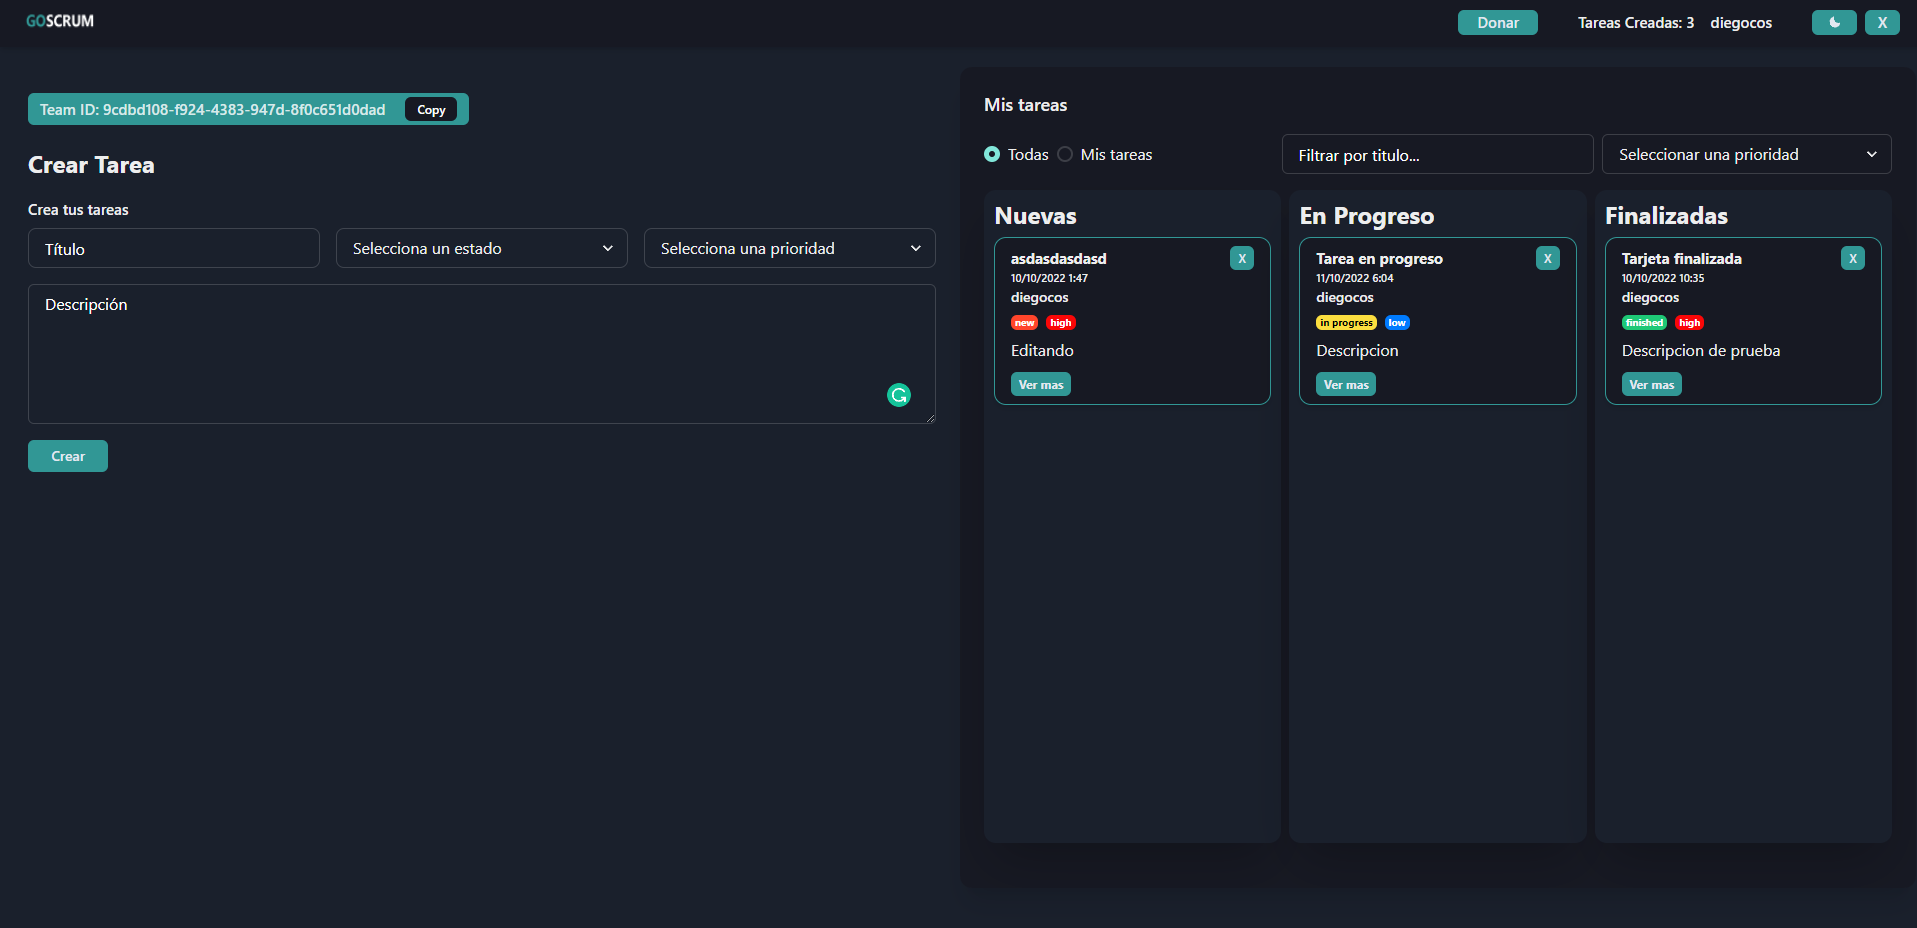 GOSCRUM
Donar
Tareas Creadas: 3
diegocos
X
Team ID: 9cdbd108-f924-4383-947d-8f0c651d0dad
Copy
Crear Tarea
Crea tus tareas
Título
Selecciona un estado
Selecciona una prioridad
Descripción
Crear
Mis tareas
Todas
Mis tareas
Filtrar por titulo...
Seleccionar una prioridad
Nuevas
asdasdasdasd
X
10/10/2022 1:47
diegocos
new
high
Editando
Ver mas
En Progreso
Tarea en progreso
X
11/10/2022 6:04
diegocos
in progress
low
Descripcion
Ver mas
Finalizadas
Tarjeta finalizada
X
10/10/2022 10:35
diegocos
finished
high
Descripcion de prueba
Ver mas